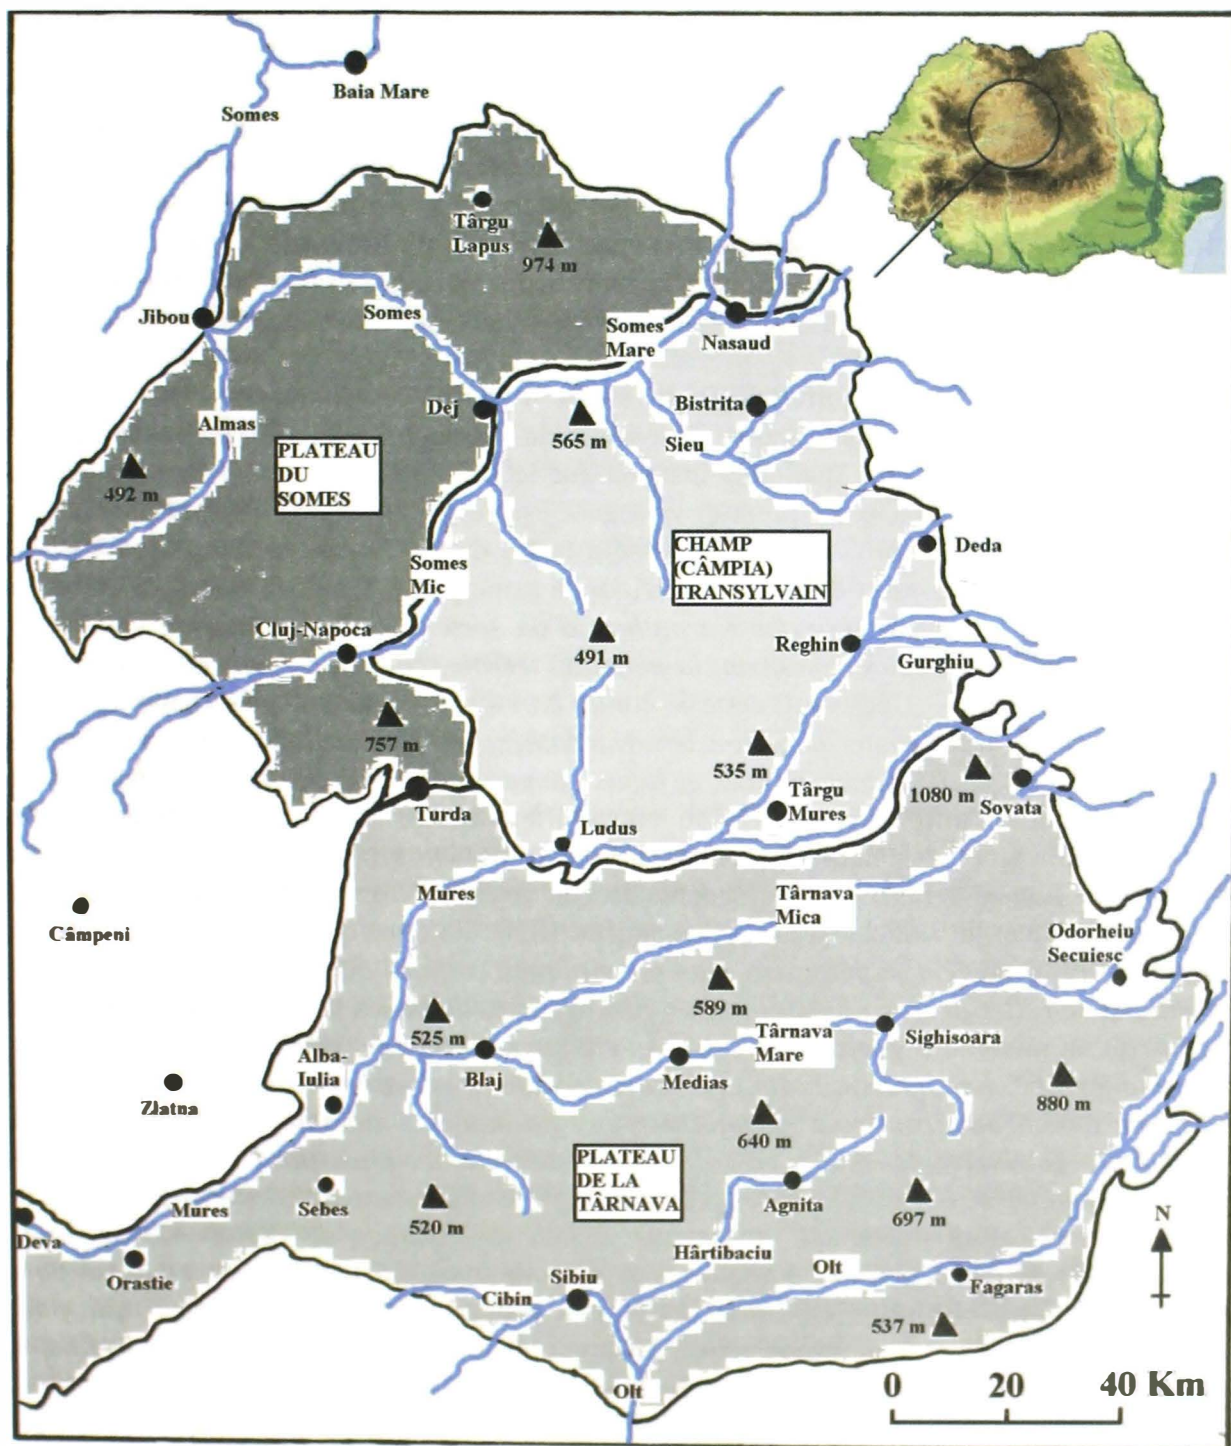 Baia Mare
Somes
Târgu
Lapus
974 m
Jibou
Somes
Somes
Mare
Nasaud
Almas
Dej
565 m
Bistrita
Sieu
492 m
PLATEAU
DU
SOMES
CHAMP
(CÂMPIA)
TRANSYLVAIN
Deda
Somes
Mic
Cluj-Napoca
491 m
Reghin
Gurghiu
757 m
535 m
1080 m
Sovata
Turda
Târgu
Mures
Ludus
Mures
Târnava
Mica
Câmpeni
Odorheiu
Secuiesc
589 m
525 m
Târnava
Mare
Sighisoara
Alba-
Iulia
Blaj
Medias
Zlatna
880 m
640 m
PLATEAU
DE LA
TÂRNAVA
Agnita
697 m
Mures
Sebes
520 m
N
Deva
Orastie
Hârtibaciu
Olt
Sibiu
Cibin
Fagaras
537 m
Olt
0 20 40 Km